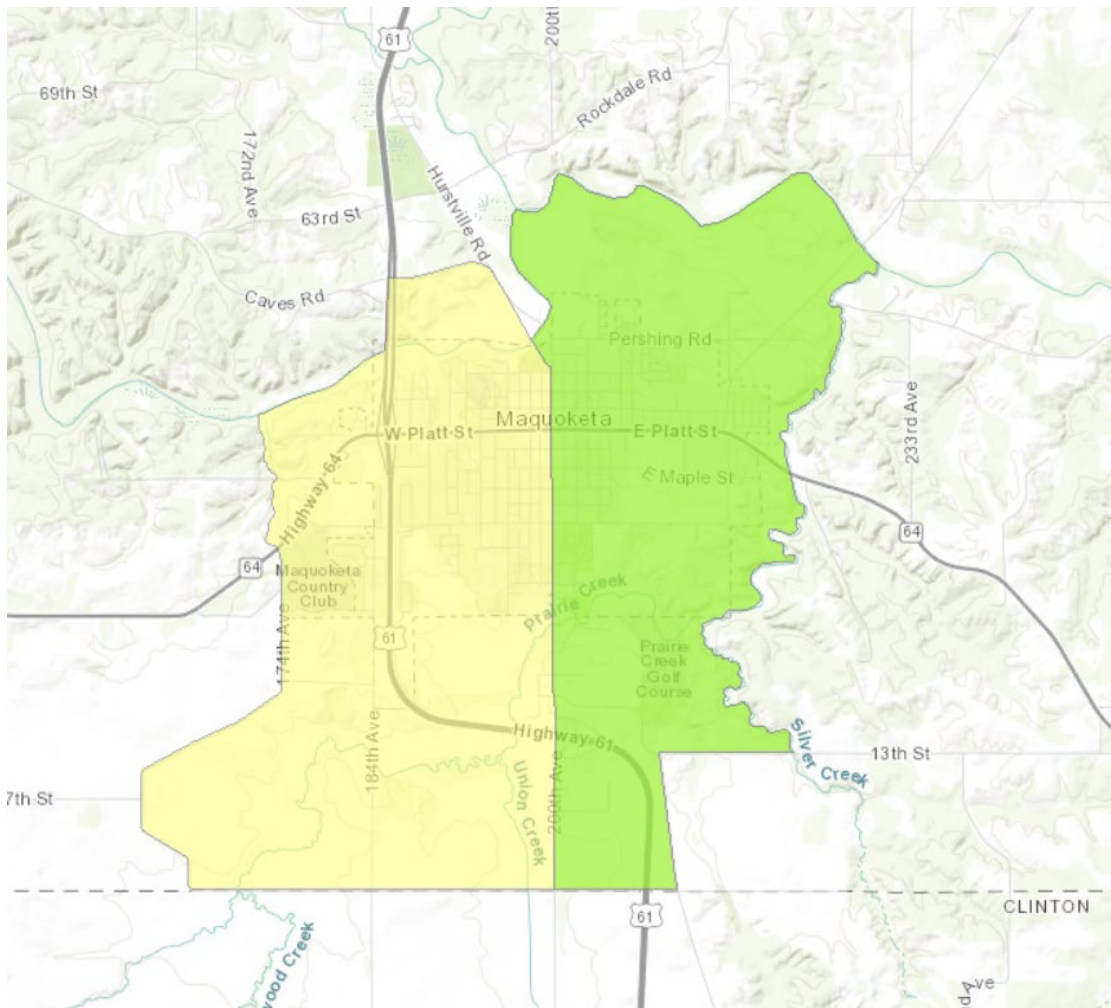 61
200th
69th St
Rockdale Rd
172nd Ave
Hurstville Rd
63rd St
Caves Rd
Pershing Rd
Maquoketa
W-Platt-St
E-Platt-St
233rd Ave
E Maple St
Highway-64
64
64
Maquoketa
Country
Club
Prairie Creek
174th Ave
61
Prairie
Creek
Golf
Course
Highway-61
184th Ave
Silver Creek
13th St
200th Ave
Union Creek
7th St
61
CLINTON
wood Creek
ve